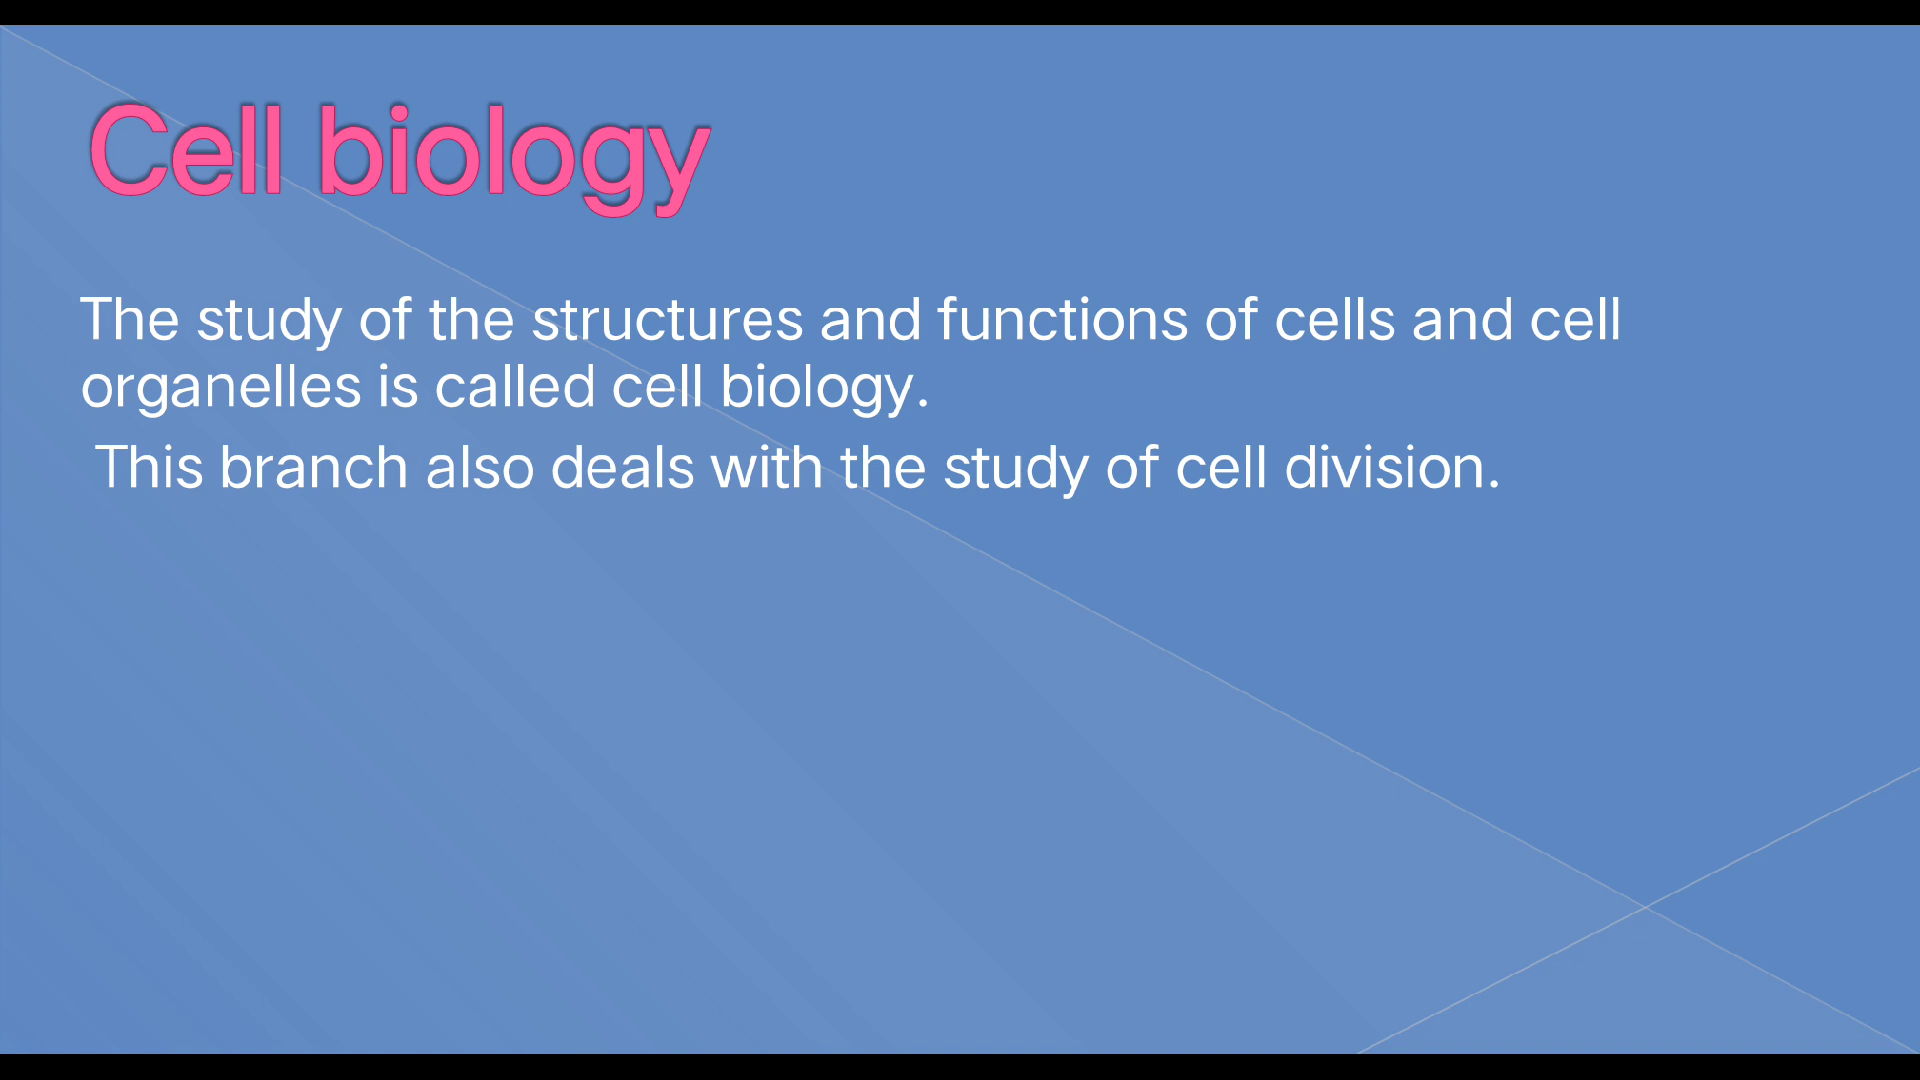 Cell biology
The study of the structures and functions of cells and cell
organelles is called cell biology.
This branch also deals with the study of cell division.